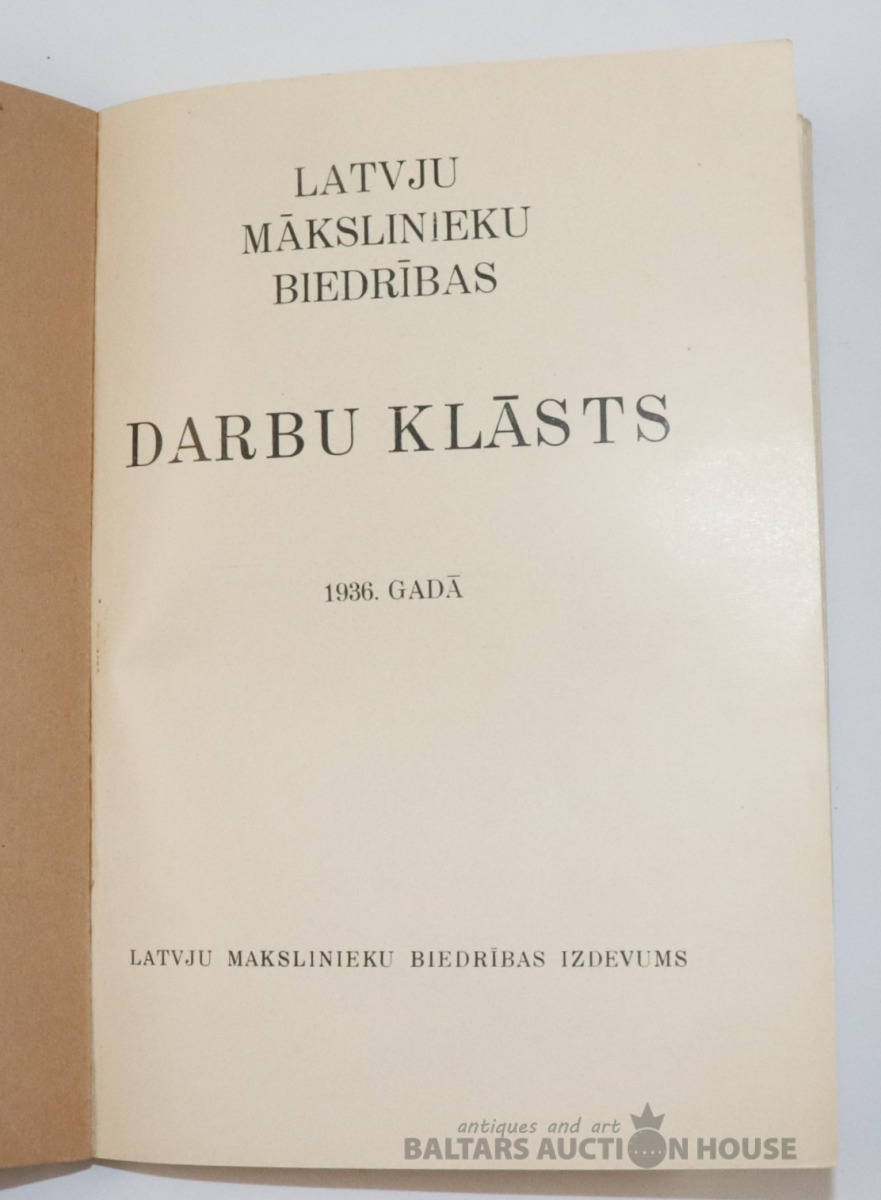 LATVJU
MĀKSLINIEKU
BIEDRĪBAS
DARBU KLĀSTS
1936. GADĀ
LATVJU MAKSLINIEKU BIEDRĪBAS IZDEVUMS
antiques and art
BALTARS AUCTION HOUSE